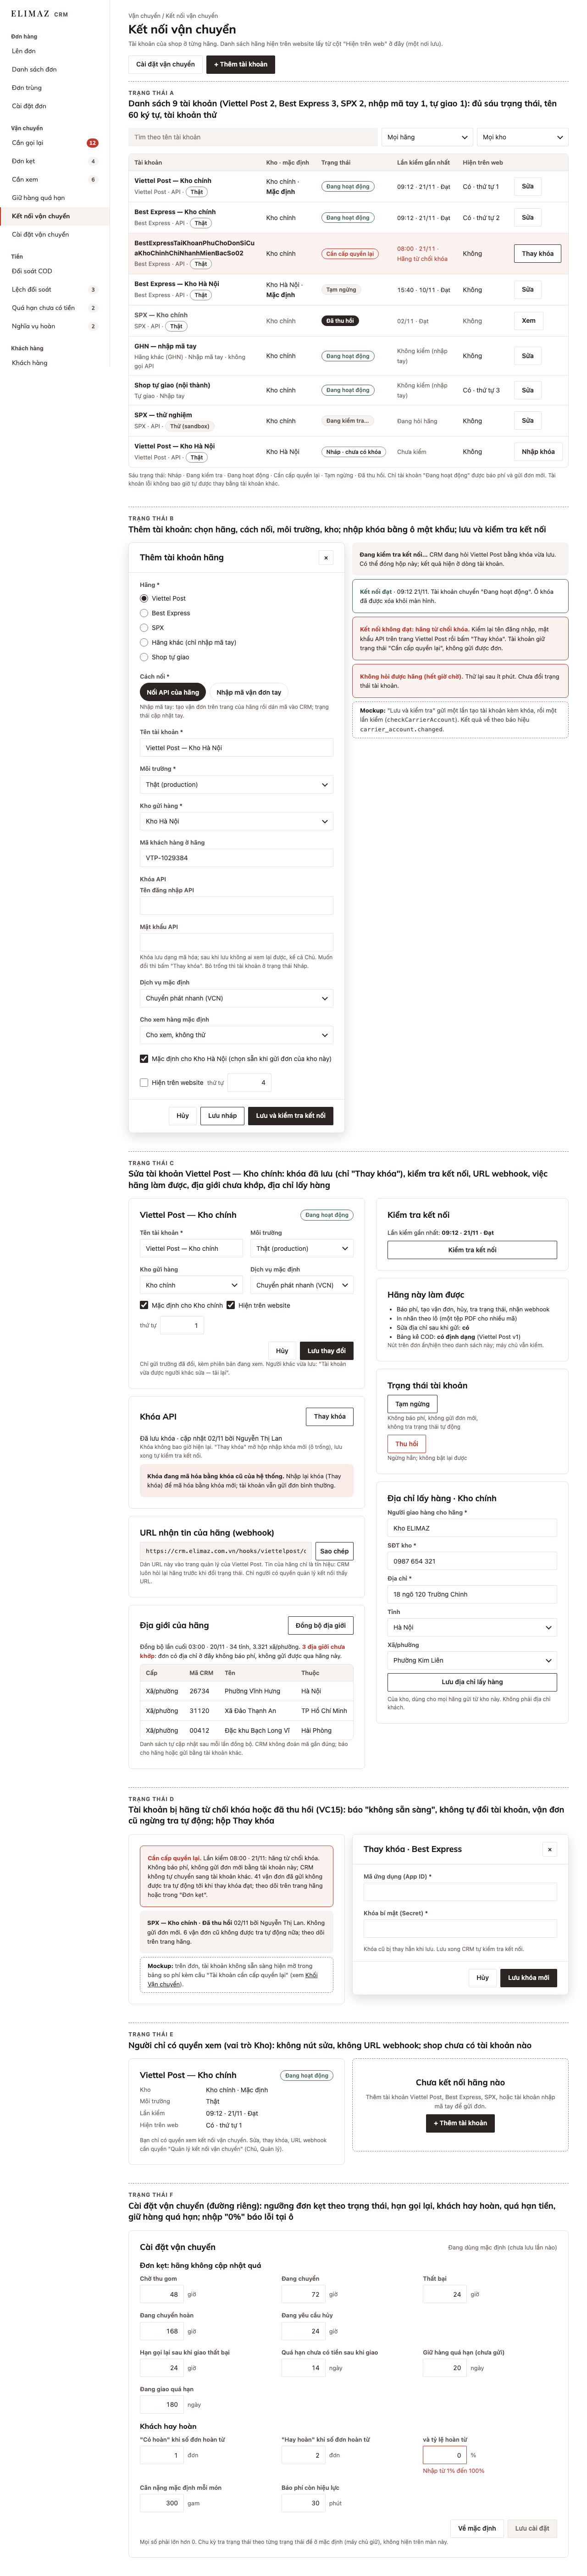 ELIMAZ CRM
Đơn hàng
Lên đơn
Danh sách đơn
Đơn trùng
Cài đặt đơn
Vận chuyển
Cần gọi lại 12
Đơn kẹt 4
Cần xem 6
Giữ hàng quá hạn
Kết nối vận chuyển
Cài đặt vận chuyển
Tiền
Đối soát COD
Lệch đối soát 3
Quá hạn chưa có tiền 2
Nghĩa vụ hoàn 2
Khách hàng
Khách hàng
Vận chuyển / Kết nối vận chuyển
Kết nối vận chuyển
Tài khoản của shop ở từng hãng. Danh sách hãng hiện trên website lấy từ cột "Hiện trên web" ở đây (một nơi lưu).
Cài đặt vận chuyển
+ Thêm tài khoản
TRẠNG THÁI A
Danh sách 9 tài khoản (Viettel Post 2, Best Express 3, SPX 2, nhập mã tay 1, tự giao 1): đủ sáu trạng thái, tên
60 ký tự, tài khoản thử
Tìm theo tên tài khoản
Mọi hãng
Mọi kho
Tài khoản Kho · mặc định Trạng thái Lần kiểm gần nhất Hiện trên web
Viettel Post — Kho chính
Viettel Post · API · Thật
Kho chính ·
Mặc định
Đang hoạt động
09:12 · 21/11 · Đạt
Có · thứ tự 1
Sửa
Best Express — Kho chính
Best Express · API · Thật
Kho chính
Đang hoạt động
09:12 · 21/11 · Đạt
Có · thứ tự 2
Sửa
BestExpressTaiKhoanPhuChoDonSiCu
aKhoChinhChiNhanhMienBacSo02
Best Express · API · Thật
Kho chính
Cần cấp quyền lại
08:00 · 21/11 ·
Hãng từ chối khóa
Không
Thay khóa
Best Express — Kho Hà Nội
Best Express · API · Thật
Kho Hà Nội ·
Mặc định
Tạm ngừng
15:40 · 10/11 · Đạt
Không
Sửa
SPX — Kho chính
SPX · API · Thật
Kho chính
Đã thu hồi
02/11 · Đạt
Không
Xem
GHN — nhập mã tay
Hãng khác (GHN) · Nhập mã tay · không
gọi API
Kho chính
Đang hoạt động
Không kiểm (nhập
tay)
Không
Sửa
Shop tự giao (nội thành)
Tự giao · Nhập tay
Kho chính
Đang hoạt động
Không kiểm (nhập
tay)
Có · thứ tự 3
Sửa
SPX — thử nghiệm
SPX · API · Thử (sandbox)
Kho chính
Đang kiểm tra...
Đang hỏi hãng
Không
Sửa
Viettel Post — Kho Hà Nội
Viettel Post · API · Thật
Kho Hà Nội
Nháp · chưa có khóa
Chưa kiểm
Không
Nhập khóa
Sáu trạng thái: Nháp · Đang kiểm tra · Đang hoạt động · Cần cấp quyền lại · Tạm ngừng · Đã thu hồi. Chỉ tài khoản "Đang hoạt động" được báo phí và gửi đơn mới. Tài
khoản lỗi không bao giờ tự được thay bằng tài khoản khác.
TRẠNG THÁI B
Thêm tài khoản: chọn hãng, cách nối, môi trường, kho; nhập khóa bằng ô mật khẩu; lưu và kiểm tra kết nối
Thêm tài khoản hãng
×
Hãng *
Viettel Post
Best Express
SPX
Hãng khác (chỉ nhập mã tay)
Shop tự giao
Cách nối *
Nối API của hãng
Nhập mã vận đơn tay
Nhập mã tay: tạo vận đơn trên trang của hãng rồi dán mã vào CRM; trạng
thái cập nhật tay.
Tên tài khoản *
Viettel Post — Kho Hà Nội
Môi trường *
Thật (production)
Kho gửi hàng *
Kho Hà Nội
Mã khách hàng ở hãng
VTP-1029384
Khóa API
Tên đăng nhập API
Mật khẩu API
Khóa lưu dạng mã hóa; sau khi lưu không ai xem lại được, kể cả Chủ. Muốn
đổi thì bấm "Thay khóa". Bỏ trống thì tài khoản ở trạng thái Nháp.
Dịch vụ mặc định
Chuyển phát nhanh (VCN)
Cho xem hàng mặc định
Cho xem, không thử
Mặc định cho Kho Hà Nội (chọn sẵn khi gửi đơn của kho này)
Hiện trên website thứ tự 4
Hủy
Lưu nháp
Lưu và kiểm tra kết nối
Đang kiểm tra kết nối... CRM đang hỏi Viettel Post bằng khóa vừa lưu.
Có thể đóng hộp này; kết quả hiện ở dòng tài khoản.
Kết nối đạt · 09:12 21/11. Tài khoản chuyển "Đang hoạt động". Ô khóa
đã được xóa khỏi màn hình.
Kết nối không đạt: hãng từ chối khóa. Kiểm lại tên đăng nhập, mật
khẩu API trên trang Viettel Post rồi bấm "Thay khóa". Tài khoản giữ
trạng thái "Cần cấp quyền lại", không gửi được đơn.
Không hỏi được hãng (hết giờ chờ). Thử lại sau ít phút. Chưa đổi trạng
thái tài khoản.
Mockup: "Lưu và kiểm tra" gửi một lần tạo tài khoản kèm khóa, rồi một
lần kiểm (checkCarrierAccount). Kết quả về theo báo hiệu
carrier_account.changed.
TRẠNG THÁI C
Sửa tài khoản Viettel Post — Kho chính: khóa đã lưu (chỉ "Thay khóa"), kiểm tra kết nối, URL webhook, việc
hãng làm được, địa giới chưa khớp, địa chỉ lấy hàng
Viettel Post — Kho chính
Đang hoạt động
Tên tài khoản *
Viettel Post — Kho chính
Môi trường *
Thật (production)
Kho gửi hàng
Kho chính
Dịch vụ mặc định
Chuyển phát nhanh (VCN)
Mặc định cho Kho chính
Hiện trên website
thứ tự 1
Hủy
Lưu thay đổi
Chỉ gửi trường đã đổi, kèm phiên bản đang xem. Người khác vừa lưu: "Tài khoản
vừa được người khác sửa — tải lại".
Khóa API
Thay khóa
Đã lưu khóa · cập nhật 02/11 bởi Nguyễn Thị Lan
Khóa không bao giờ hiện lại. "Thay khóa" mở hộp nhập khóa mới (ô trống), lưu
xong tự kiểm tra kết nối.
Khóa đang mã hóa bằng khóa cũ của hệ thống. Nhập lại khóa (Thay
khóa) để mã hóa bằng khóa mới; tài khoản vẫn gửi đơn bình thường.
URL nhận tin của hãng (webhook)
https://crm.elimaz.com.vn/hooks/viettelpost/
Sao chép
Dán URL này vào trang quản lý của Viettel Post. Tin của hãng chỉ là tín hiệu: CRM
luôn hỏi lại hãng trước khi đổi trạng thái. Chỉ người có quyền quản lý kết nối thấy
URL.
Địa giới của hãng
Đồng bộ địa giới
Đồng bộ lần cuối 03:00 · 20/11 · 34 tỉnh, 3.321 xã/phường. 3 địa giới chưa
khớp: đơn có địa chỉ ở đây không báo phí, không gửi được qua hãng này.
Cấp Mã CRM Tên Thuộc
Xã/phường 26734 Phường Vĩnh Hưng Hà Nội
Xã/phường 31120 Xã Đảo Thạnh An TP Hồ Chí Minh
Xã/phường 00412 Đặc khu Bạch Long Vĩ Hải Phòng
Danh sách tự cập nhật sau mỗi lần đồng bộ. CRM không đoán mã gần đúng; báo
cho hãng hoặc gửi bằng tài khoản khác.
Kiểm tra kết nối
Lần kiểm gần nhất: 09:12 · 21/11 · Đạt
Kiểm tra kết nối
Hãng này làm được
Báo phí, tạo vận đơn, hủy, tra trạng thái, nhận webhook
In nhãn theo lô (một tệp PDF cho nhiều mã)
Sửa địa chỉ sau khi gửi: có
Bảng kê COD: có định dạng (Viettel Post v1)
Nút trên đơn ẩn/hiện theo danh sách này; máy chủ vẫn kiểm.
Trạng thái tài khoản
Tạm ngừng
Không báo phí, không gửi đơn mới,
không tra trạng thái tự động
Thu hồi
Ngừng hẳn; không bật lại được
Địa chỉ lấy hàng · Kho chính
Người giao hàng cho hãng *
Kho ELIMAZ
SĐT kho *
0987 654 321
Địa chỉ *
18 ngõ 120 Trường Chinh
Tỉnh
Hà Nội
Xã/phường
Phường Kim Liên
Lưu địa chỉ lấy hàng
Của kho, dùng cho mọi hãng gửi từ kho này. Không phải địa chỉ
khách.
TRẠNG THÁI D
Tài khoản bị hãng từ chối khóa hoặc đã thu hồi (VC15): báo "không sẵn sàng", không tự đổi tài khoản, vận đơn
cũ ngừng tra tự động; hộp Thay khóa
Cần cấp quyền lại. Lần kiểm 08:00 · 21/11: hãng từ chối khóa.
Không báo phí, không gửi đơn mới bằng tài khoản này; CRM
không tự chuyển sang tài khoản khác. 41 vận đơn đã gửi không
được tra tự động tới khi thay khóa đạt; theo dõi trên trang hãng
hoặc trong "Đơn kẹt".
SPX — Kho chính · Đã thu hồi 02/11 bởi Nguyễn Thị Lan. Không
gửi đơn mới. 6 vận đơn cũ không được tra tự động nữa; theo dõi
trên trang hãng.
Mockup: trên đơn, tài khoản không sẵn sàng hiện mờ trong
bảng so phí kèm câu "Tài khoản cần cấp quyền lại" (xem Khối
Vận chuyển).
Thay khóa · Best Express
×
Mã ứng dụng (App ID) *
Khóa bí mật (Secret) *
Khóa cũ bị thay hẳn khi lưu. Lưu xong CRM tự kiểm tra kết nối.
Hủy
Lưu khóa mới
TRẠNG THÁI E
Người chỉ có quyền xem (vai trò Kho): không nút sửa, không URL webhook; shop chưa có tài khoản nào
Viettel Post — Kho chính
Đang hoạt động
Kho Kho chính · Mặc định
Môi trường Thật
Lần kiểm 09:12 · 21/11 · Đạt
Hiện trên web Có · thứ tự 1
Bạn chỉ có quyền xem kết nối vận chuyển. Sửa, thay khóa, URL webhook
cần quyền "Quản lý kết nối vận chuyển" (Chủ, Quản lý).
Chưa kết nối hãng nào
Thêm tài khoản Viettel Post, Best Express, SPX, hoặc tài khoản nhập
mã tay để gửi đơn.
+ Thêm tài khoản
TRẠNG THÁI F
Cài đặt vận chuyển (đường riêng): ngưỡng đơn kẹt theo trạng thái, hạn gọi lại, khách hay hoàn, quá hạn tiền,
giữ hàng quá hạn; nhập "0%" báo lỗi tại ô
Cài đặt vận chuyển
Đang dùng mặc định (chưa lưu lần nào)
Đơn kẹt: hãng không cập nhật quá
Chờ thu gom
48 giờ
Đang chuyển
72 giờ
Thất bại
24 giờ
Đang chuyển hoàn
168 giờ
Đang yêu cầu hủy
24 giờ
Hạn gọi lại sau khi giao thất bại
24 giờ
Quá hạn chưa có tiền sau khi giao
14 ngày
Giữ hàng quá hạn (chưa gửi)
20 ngày
Đang giao quá hạn
180 ngày
Khách hay hoàn
"Có hoàn" khi số đơn hoàn từ
1 đơn
"Hay hoàn" khi số đơn hoàn từ
2 đơn
và tỷ lệ hoàn từ
0 %
Nhập từ 1% đến 100%
Cân nặng mặc định mỗi món
300 gam
Báo phí còn hiệu lực
30 phút
Về mặc định
Lưu cài đặt
Mọi số phải lớn hơn 0. Chu kỳ tra trạng thái theo từng trạng thái để ở mặc định (máy chủ giữ), không hiện trên màn này.